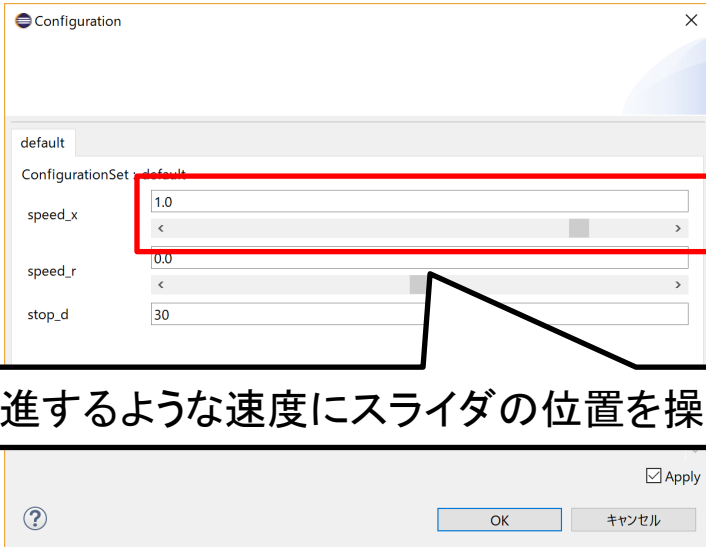 Configuration
default
ConfigurationSet : default
speed_x
1.0
speed_r
0.0
stop_d
30
進するような速度にスライダの位置を操
Apply
OK
キャンセル